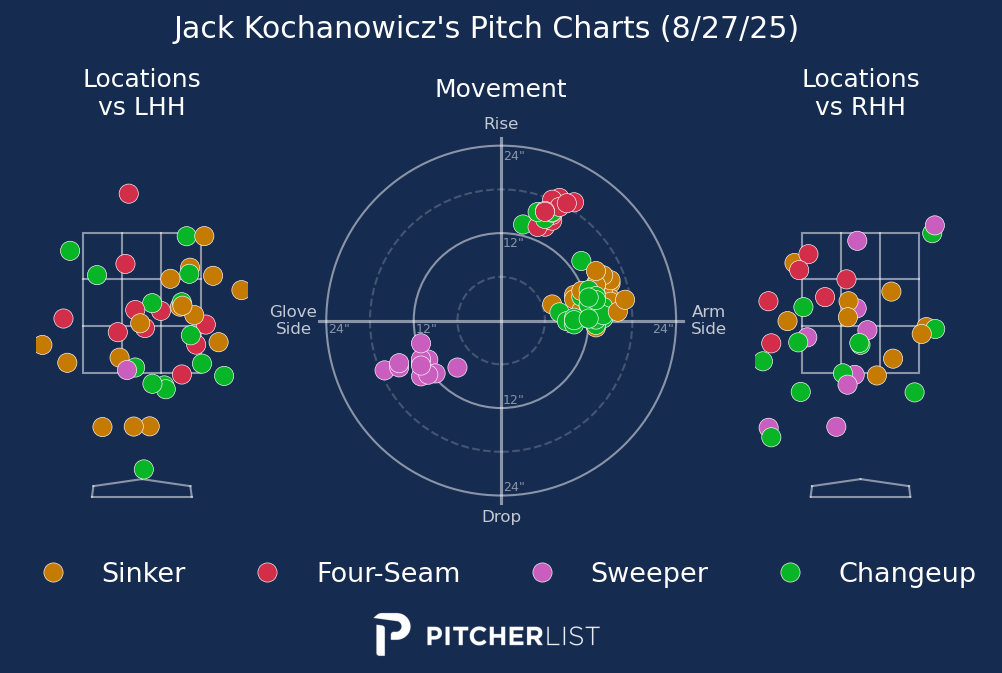 Jack Kochanowicz's Pitch Charts (8/27/25)
Locations
vs LHH
Movement
Locations
vs RHH
Rise
24"
12"
Glove
Side
24"
12"
24"
Arm
Side
12"
24"
Drop
Sinker
Four-Seam
Sweeper
Changeup
PITCHERLIST